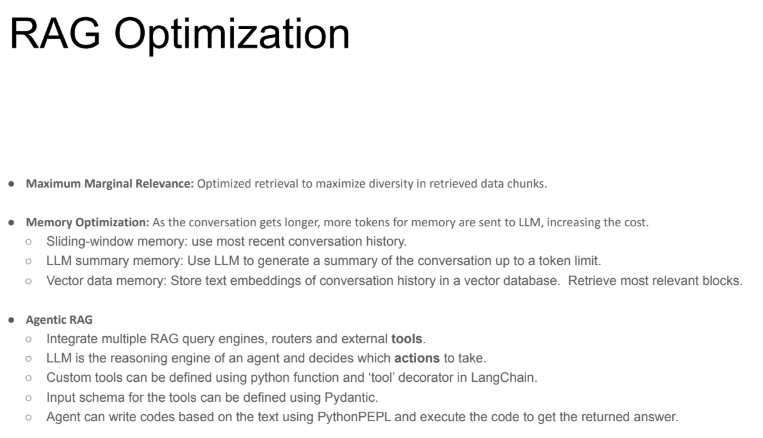 RAG Optimization
● Maximum Marginal Relevance: Optimized retrieval to maximize diversity in retrieved data chunks.
● Memory Optimization: As the conversation gets longer, more tokens for memory are sent to LLM, increasing the cost.
○ Sliding-window memory: use most recent conversation history.
○ LLM summary memory: Use LLM to generate a summary of the conversation up to a token limit.
○ Vector data memory: Store text embeddings of conversation history in a vector database. Retrieve most relevant blocks.
● Agentic RAG
○ Integrate multiple RAG query engines, routers and external tools.
○ LLM is the reasoning engine of an agent and decides which actions to take.
○ Custom tools can be defined using python function and ‘tool’ decorator in LangChain.
○ Input schema for the tools can be defined using Pydantic.
○ Agent can write codes based on the text using PythonPEPL and execute the code to get the returned answer.